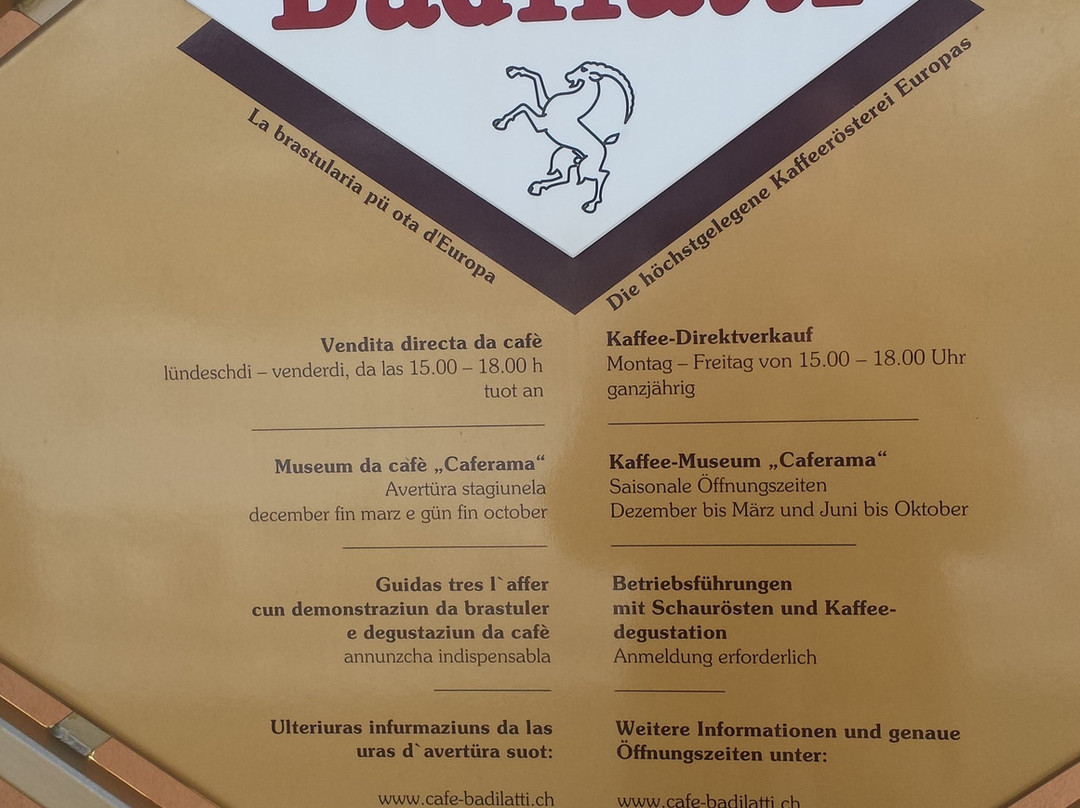 Badilatti
La brastularia pü ota d'Europa
Die höchstgelegene Kaffeerösterei Europas
Vendita directa da cafè
lündeschdi – venderdi, da las 15.00 – 18.00 h
tuot an
Museum da cafè „Caferama“
Avertüra stagiunela
december fin marz e gün fin october
Guidas tres l`affer
cun demonstraziun da brastuler
e degustaziun da cafè
annunzcha indispensabla
Ulteriuras infurmaziuns da las
uras d`avertüra suot:
www.cafe-badilatti.ch
Kaffee-Direktverkauf
Montag – Freitag von 15.00 – 18.00 Uhr
ganzjährig
Kaffee-Museum „Caferama“
Saisonale Öffnungszeiten
Dezember bis März und Juni bis Oktober
Betriebsführungen
mit Schaurösten und Kaffee-
degustation
Anmeldung erforderlich
Weitere Informationen und genaue
Öffnungszeiten unter:
www.cafe-badilatti.ch